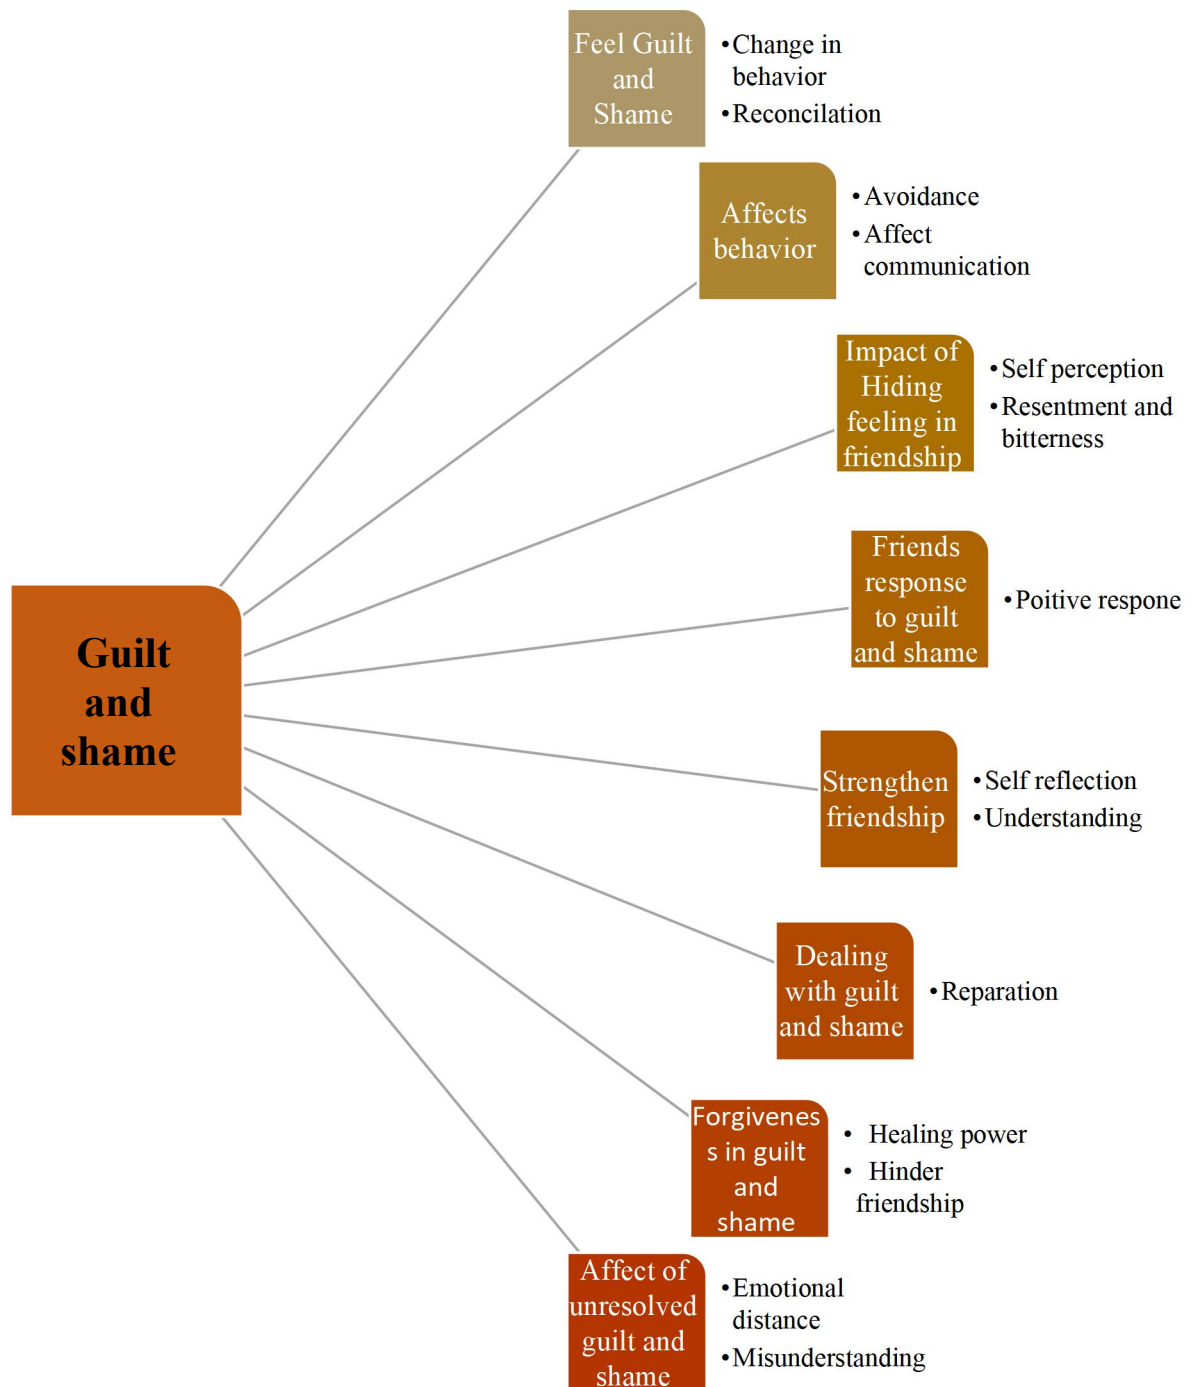 Feel Guilt
and
Shame
•Change in
behavior
•Reconcilation
Affects
behavior
•Avoidance
•Affect
communication
Impact of
Hiding
feeling in
friendship
•Self perception
•Resentment and
bitterness
Friends
response
to guilt
and shame
•Poitive respone
Guilt
and
shame
Strengthen
friendship
•Self reflection
•Understanding
Dealing
with guilt
and shame
•Reparation
Forgivenes
s in guilt
and
shame
• Healing power
• Hinder
friendship
Affect of
unresolved
guilt and
shame
•Emotional
distance
•Misunderstanding